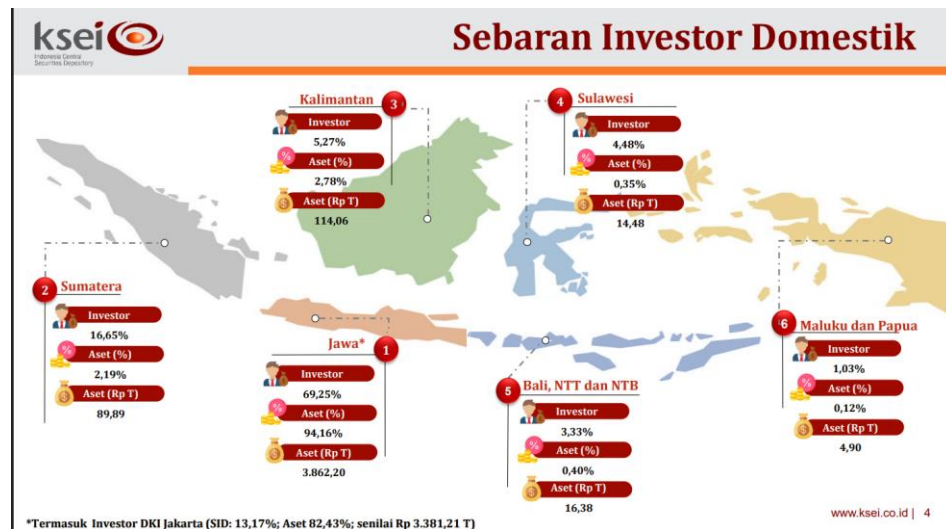 ksei
Indonesia Central
Securities Depository
Sebaran Investor Domestik
Kalimantan
3
Investor
5,27%
Aset (%)
2,78%
Aset (Rp T)
114,06
4
Sulawesi
Investor
4,48%
Aset (%)
0,35%
Aset (Rp T)
14,48
2
Sumatera
Investor
16,65%
Aset (%)
2,19%
Aset (Rp T)
89,89
Jawa*
1
Investor
69,25%
Aset (%)
94,16%
Aset (Rp T)
3.862,20
5
Bali, NTT dan NTB
Investor
3,33%
Aset (%)
0,40%
Aset (Rp T)
16,38
6
Maluku dan Papua
Investor
1,03%
Aset (%)
0,12%
Aset (Rp T)
4,90
*Termasuk Investor DKI Jakarta (SID: 13,17%; Aset 82,43%; senilai Rp 3.381,21 T)
www.ksei.co.id | 4